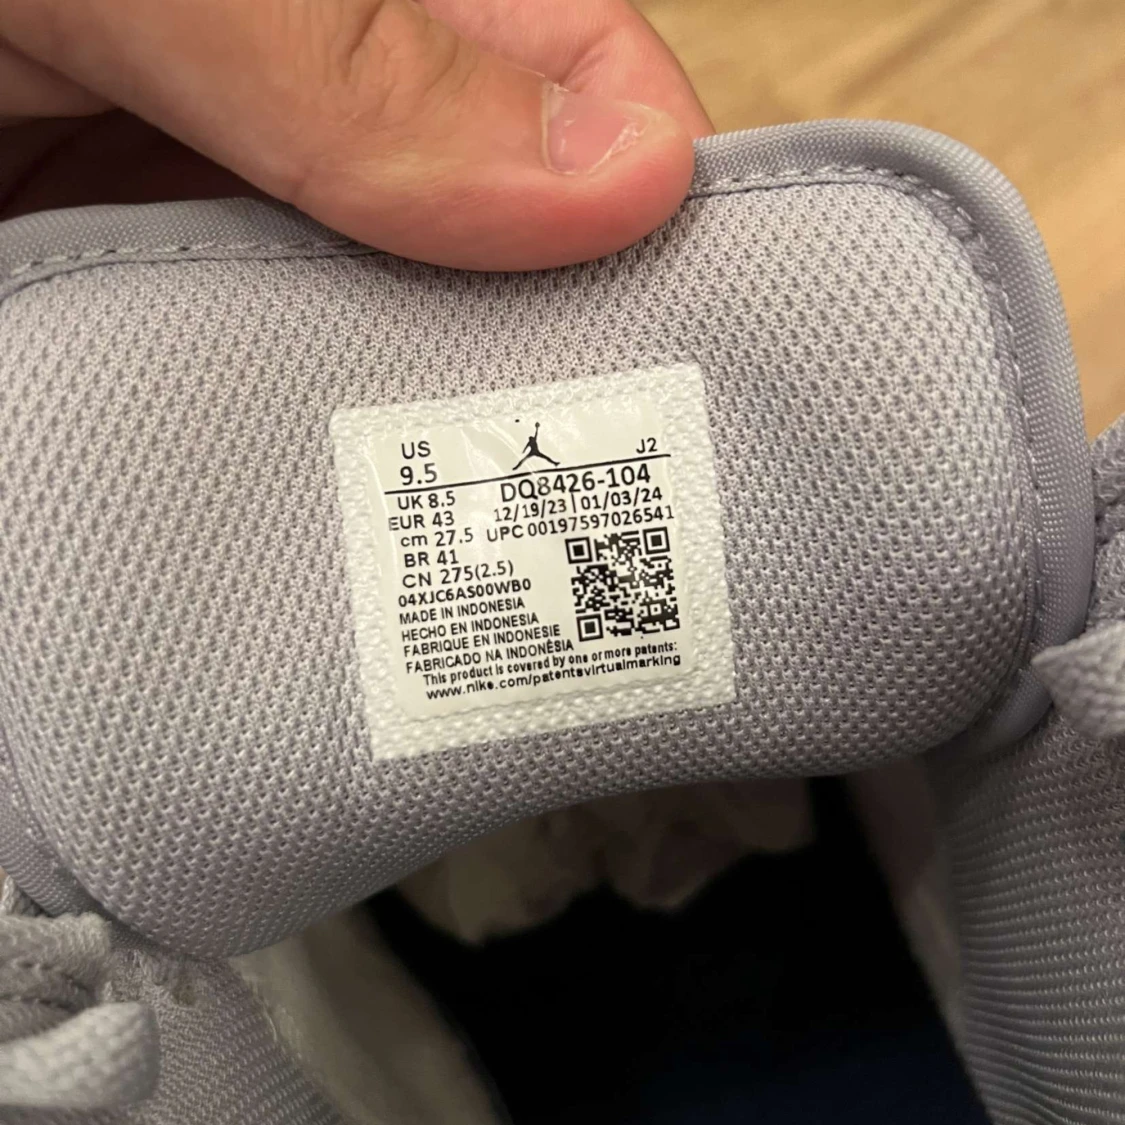 US
9.5
J2
UK 8.5
EUR 43
cm 27.5
BR 41
CN 275(2.5)
DQ8426-104
12/19/23 | 01/03/24
UPC 00197597026541
04XJC6AS00WB0
MADE IN INDONESIA
HECHO EN INDONESIA
FABRIQUE EN INDONESIE
FABRICADO NA INDONÉSIA
This product is covered by one or more patents:
www.nike.com/patentsvirtualmarking